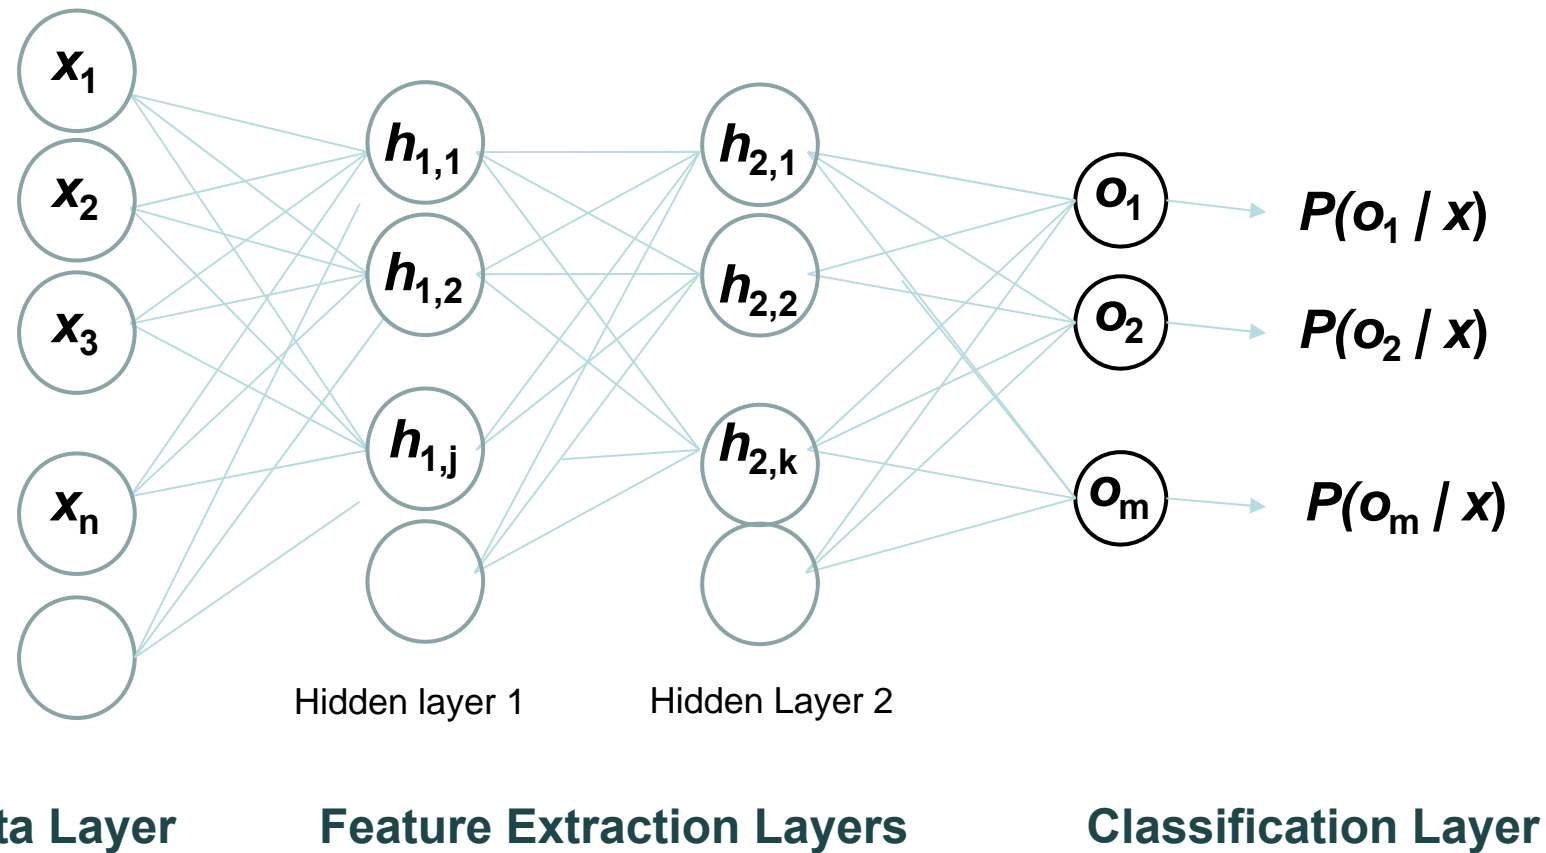 x1
x2
x3
xn
h1,1
h1,2
h1,j
h2,1
h2,2
h2,k
o1
o2
om
P(o1 / x)
P(o2 / x)
P(om / x)
Hidden layer 1
Hidden Layer 2
ta Layer
Feature Extraction Layers
Classification Layer